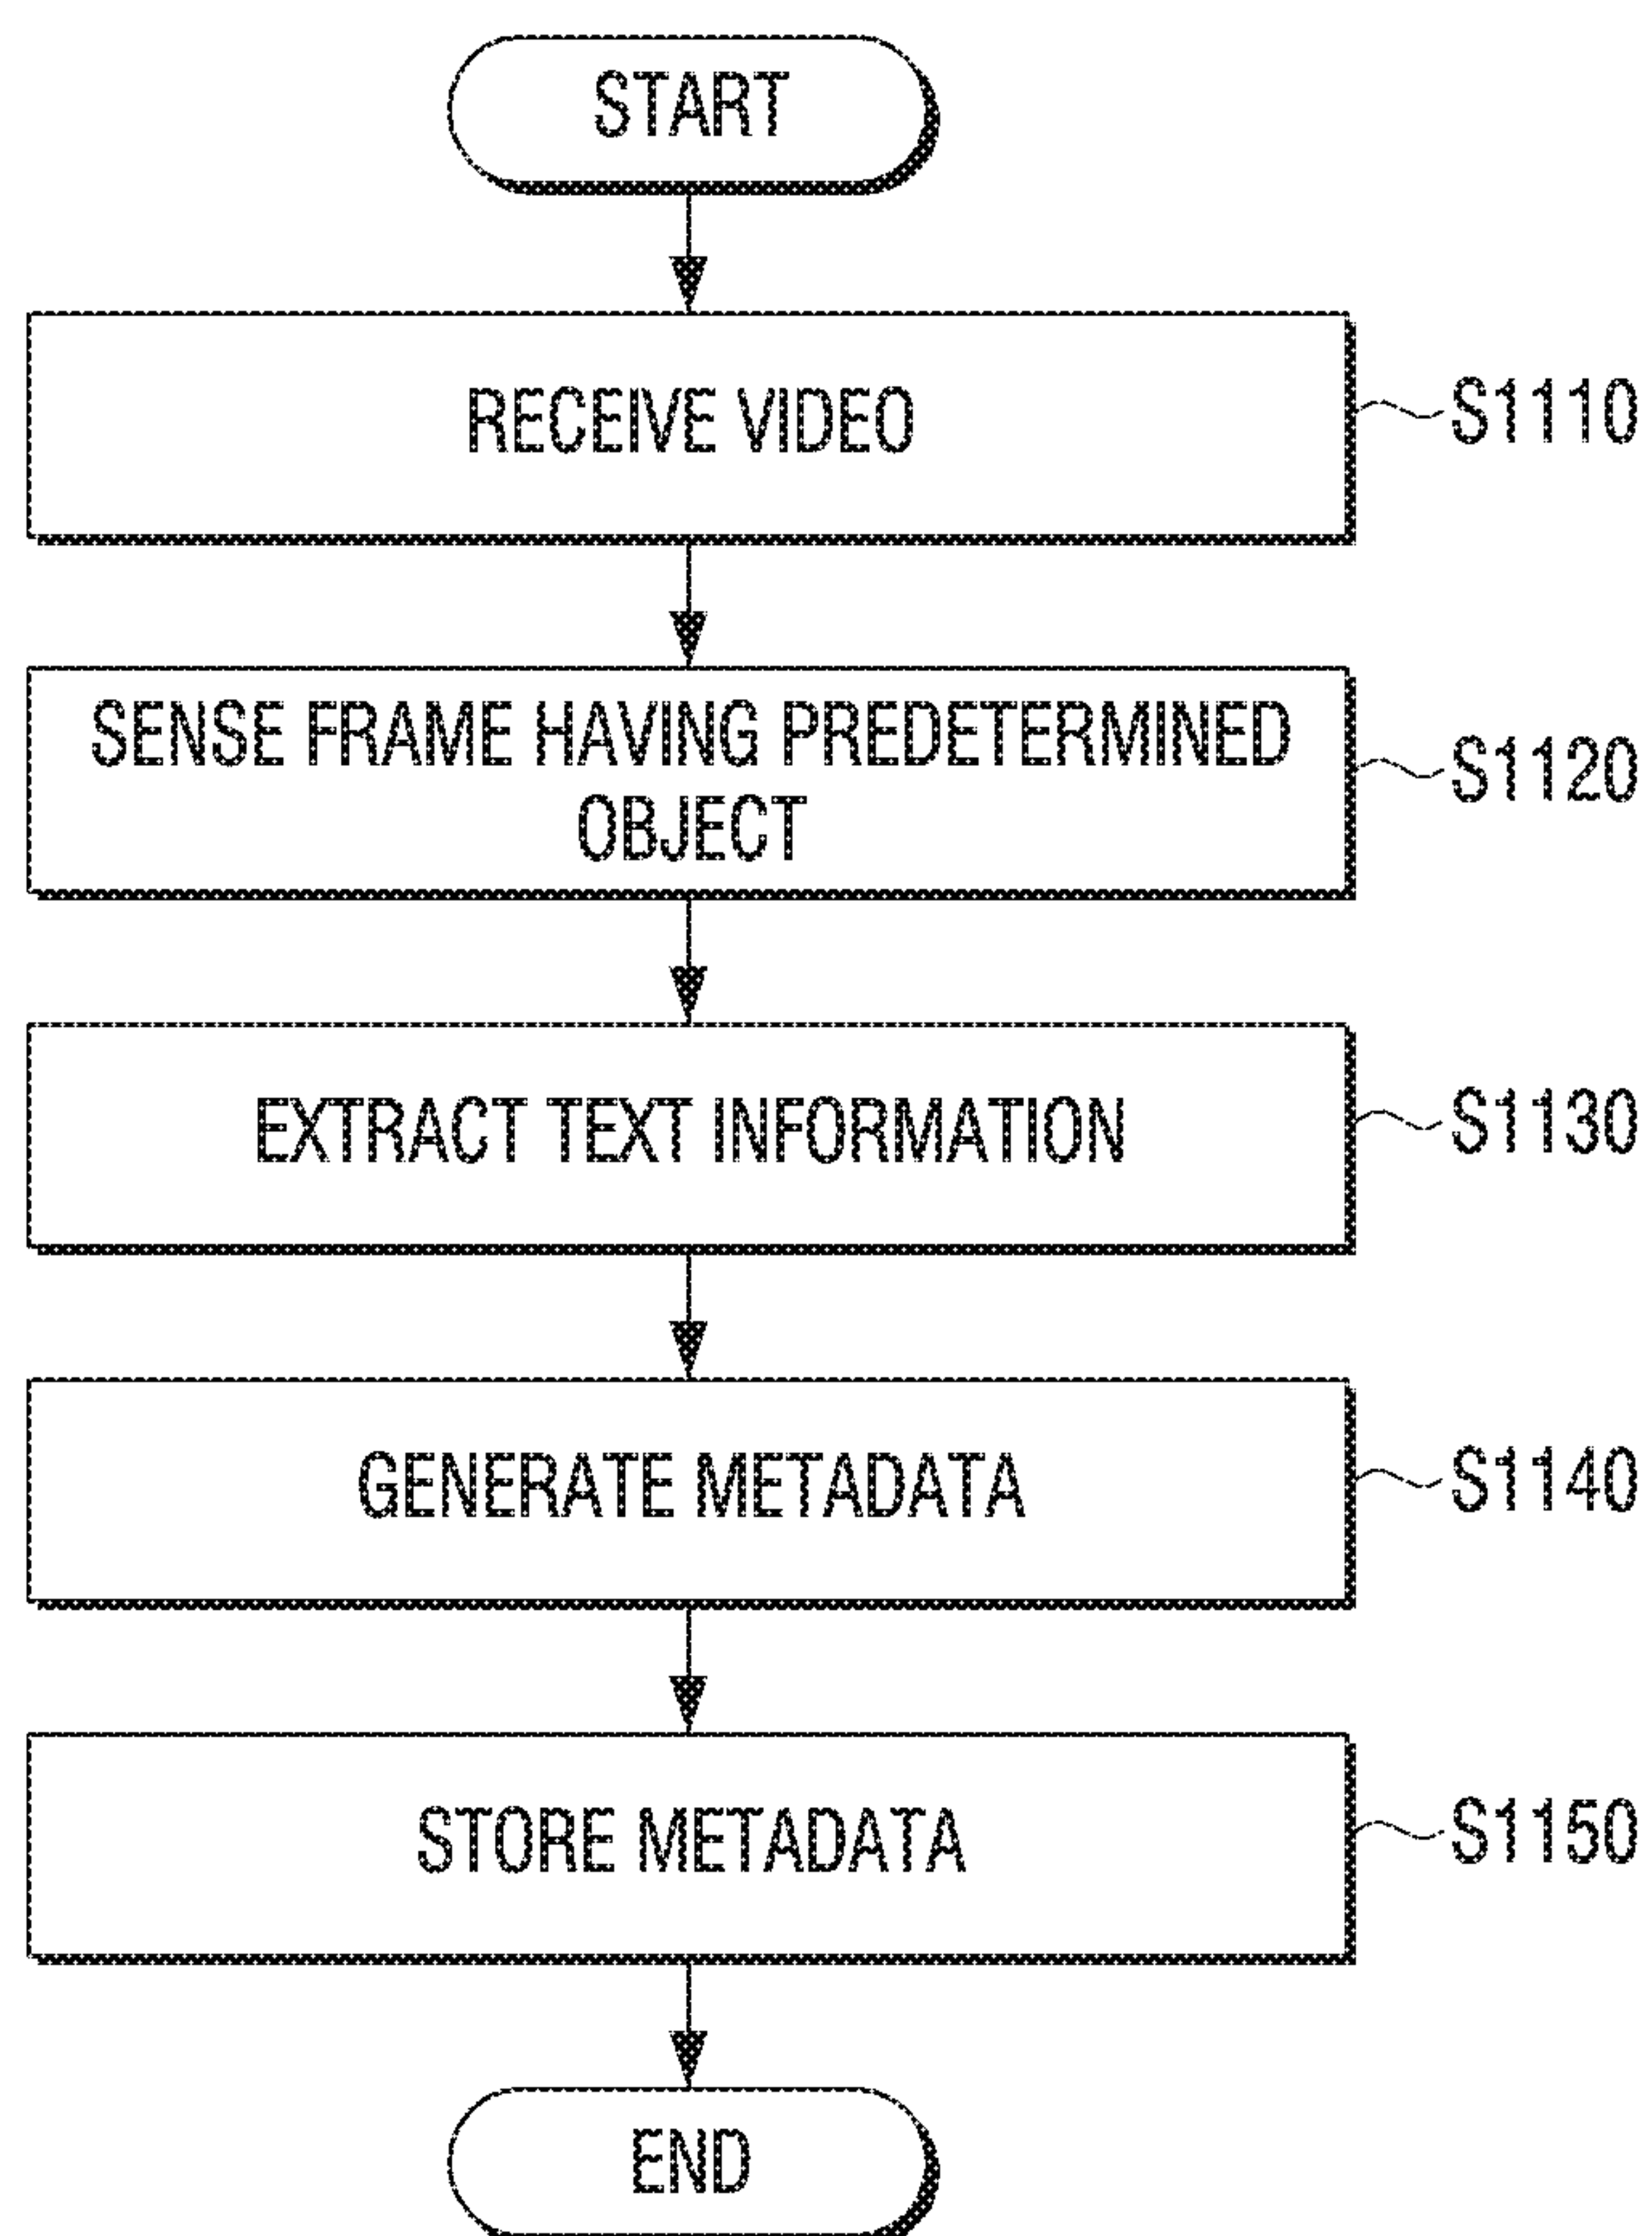 START
RECEIVE VIDEO
S1110
SENSE FRAME HAVING PREDETERMINED
OBJECT
S1120
EXTRACT TEXT INFORMATION
S1130
GENERATE METADATA
S1140
STORE METADATA
S1150
END